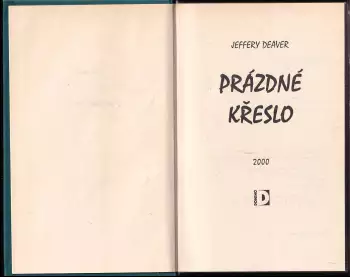 JEFFERY DEAVER
PRÁZDNÉ
KŘESLO
2000
D